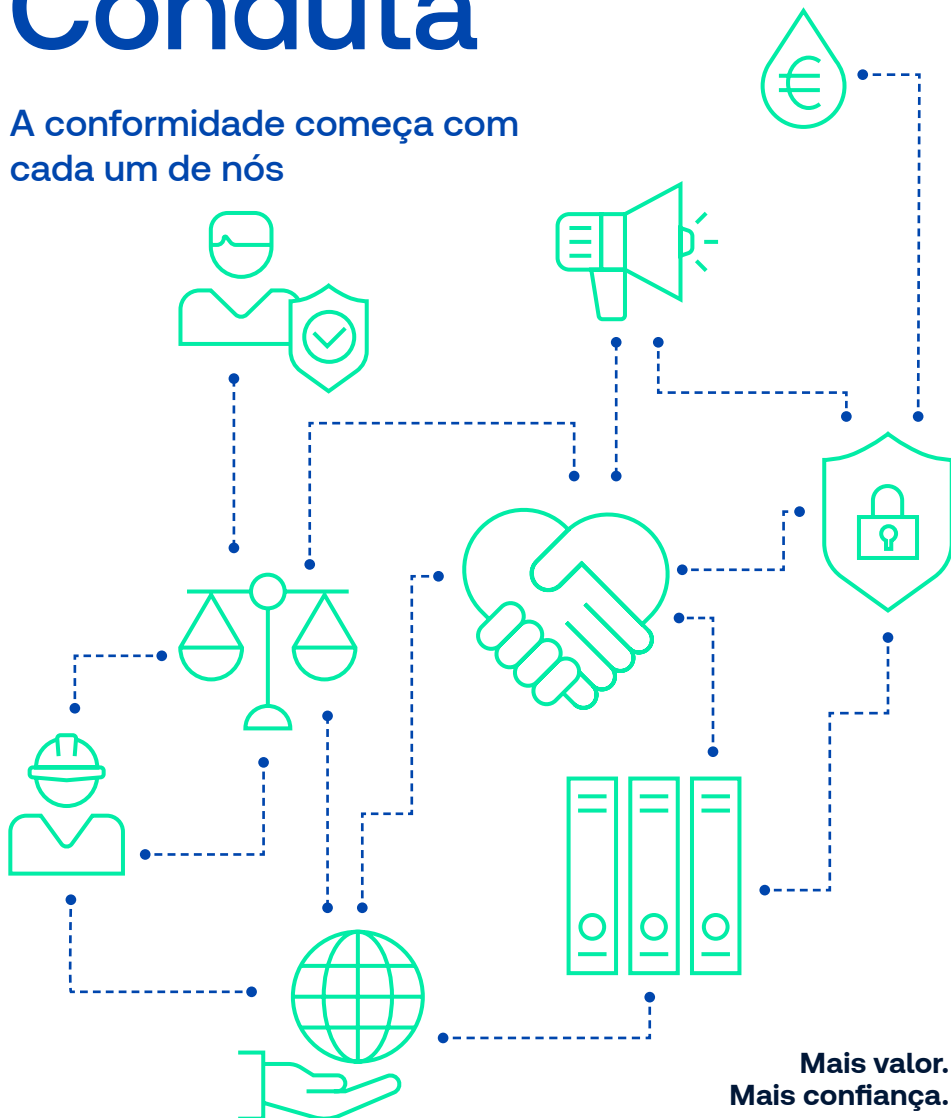 Conduta
A conformidade começa com
cada um de nós
€
Mais valor.
Mais confiança.